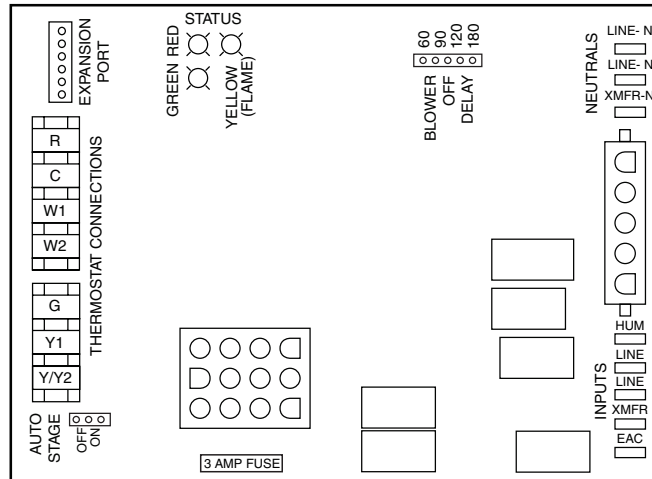 STATUS
GREEN
RED
YELLOW
(FLAME)
EXPANSION
PORT
60
90
120
180
BLOWER
OFF
DELAY
NEUTRALS
LINE- N
LINE- N
XMFR-N
THERMOSTAT CONNECTIONS
R
C
W1
W2
G
Y1
Y/Y2
AUTO
STAGE
OFF
ON
3 AMP FUSE
INPUTS
HUM
LINE
LINE
XMFR
EAC